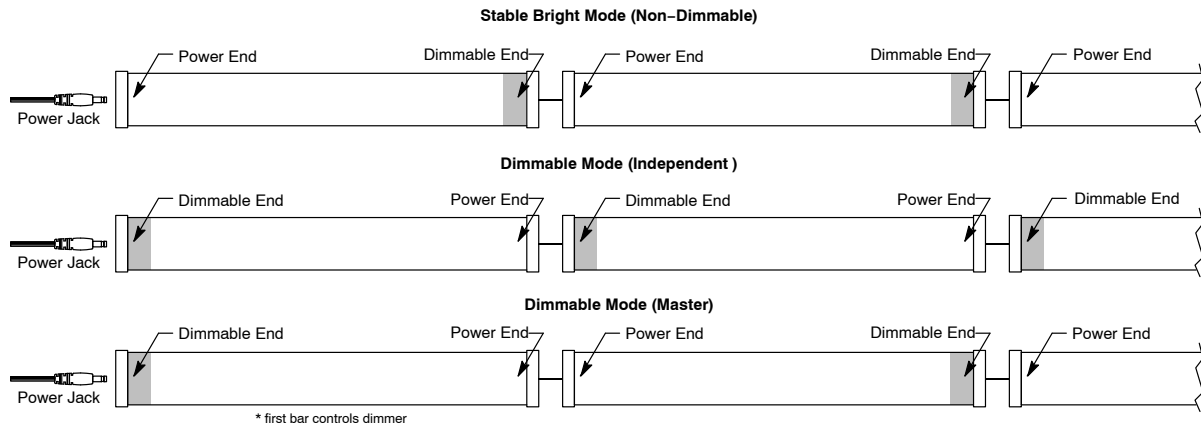 Stable Bright Mode (Non–Dimmable)
Power End
Dimmable End
Power End
Dimmable End
Power End
Power Jack
Dimmable Mode (Independent )
Dimmable End
Power End
Dimmable End
Power End
Dimmable End
Power Jack
Dimmable Mode (Master)
Dimmable End
Power End
Power End
Dimmable End
Power End
Power Jack
* first bar controls dimmer